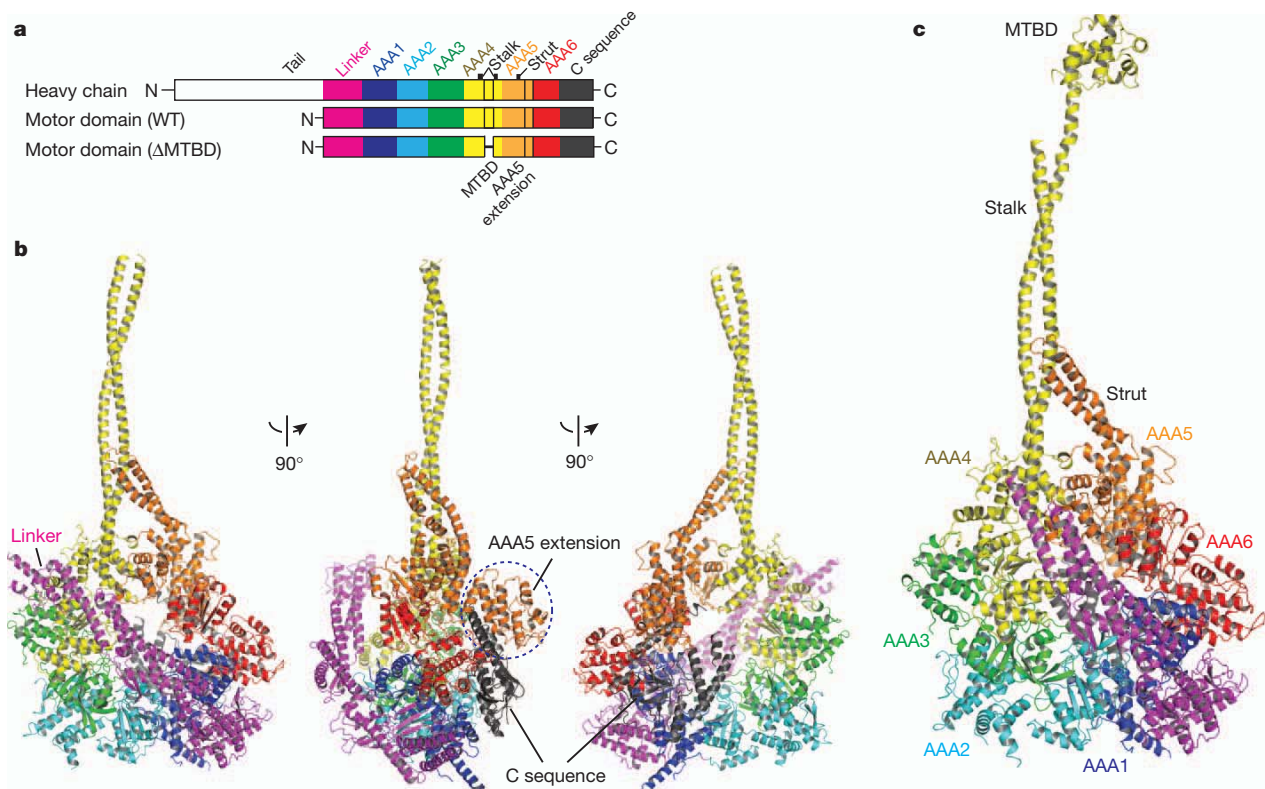 a
Tail
Linker
AAA1
AAA2
AAA3
AAA4
Stalk
AAA5
Strut
AAA6
C sequence
Heavy chain N C
Motor domain (WT) N C
Motor domain (ΔMTBD) N C
MTBD
AAA5
extension
b
90°
90°
Linker
AAA5 extension
C sequence
c
MTBD
Stalk
Strut
AAA5
AAA4
AAA6
AAA3
AAA2
AAA1